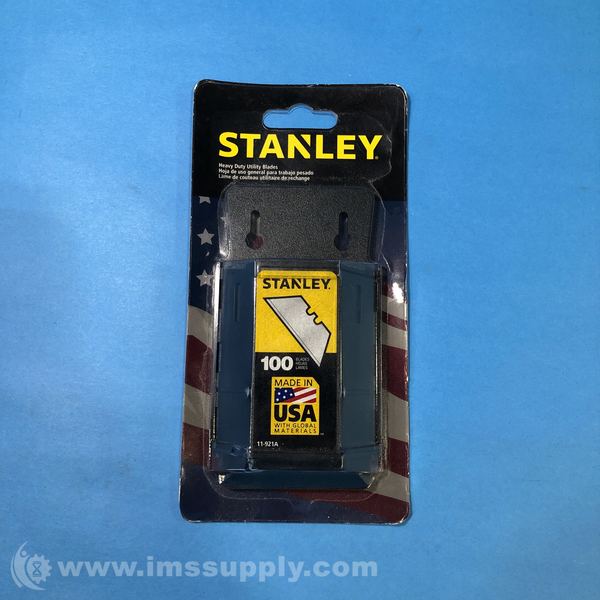 STANLEY
Heavy Duty Utility Blades
Hoja de uso general para trabajo pesado
Lame de couteau utilitaire de rechange
STANLEY
100 BLADES
HOJAS
LAMES
MADE IN
USA
WITH GLOBAL
MATERIALS
11-921A
www.imssupply.com